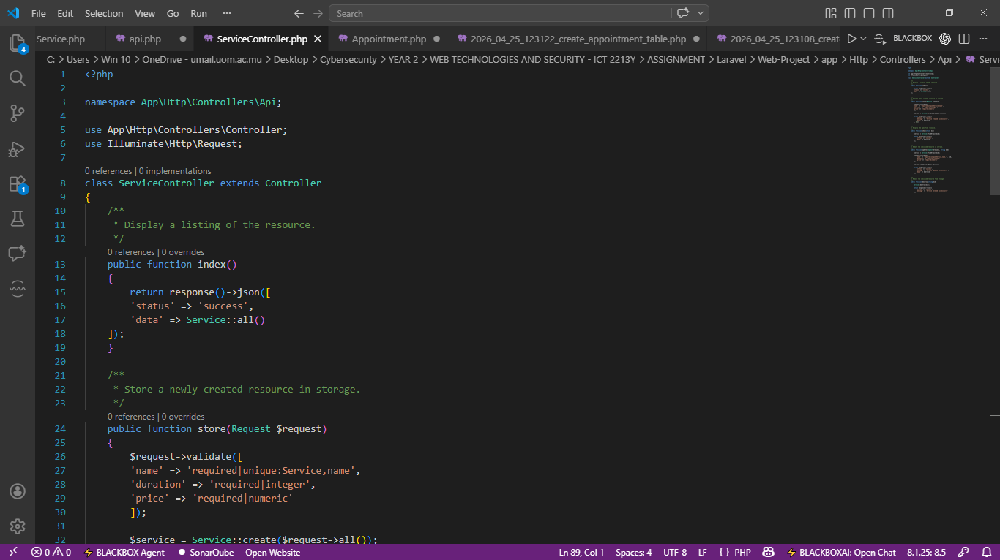 File Edit Selection View Go Run ··· Search
Service.php api.php ServiceController.php Appointment.php 2026_04_25_123122_create_appointment_table.php 2026_04_25_123108_creat BLACKBOX
C: > Users > Win 10 > OneDrive - umail.uom.ac.mu > Desktop > Cybersecurity > YEAR 2 > WEB TECHNOLOGIES AND SECURITY - ICT 2213Y > ASSIGNMENT > Laravel > Web-Project > app > Http > Controllers > Api > Servi
4
1
1 <?php
2
3 namespace App\Http\Controllers\Api;
4
5 use App\Http\Controllers\Controller;
6 use Illuminate\Http\Request;
7
0 references | 0 implementations
8 class ServiceController extends Controller
9 {
10 /**
11 * Display a listing of the resource.
12 */
0 references | 0 overrides
13 public function index()
14 {
15 return response()->json([
16 'status' => 'success',
17 'data' => Service::all()
18 ]);
19 }
20
21 /**
22 * Store a newly created resource in storage.
23 */
0 references | 0 overrides
24 public function store(Request $request)
25 {
26 $request->validate([
27 'name' => 'required|unique:Service,name',
28 'duration' => 'required|integer',
29 'price' => 'required|numeric'
30 ]);
31
32 $service = Service::create($request->all());
0 0 BLACKBOX Agent SonarQube Open Website Ln 89, Col 1 Spaces: 4 UTF-8 LF { } PHP BLACKBOXAI: Open Chat 8.1.25: 8.5